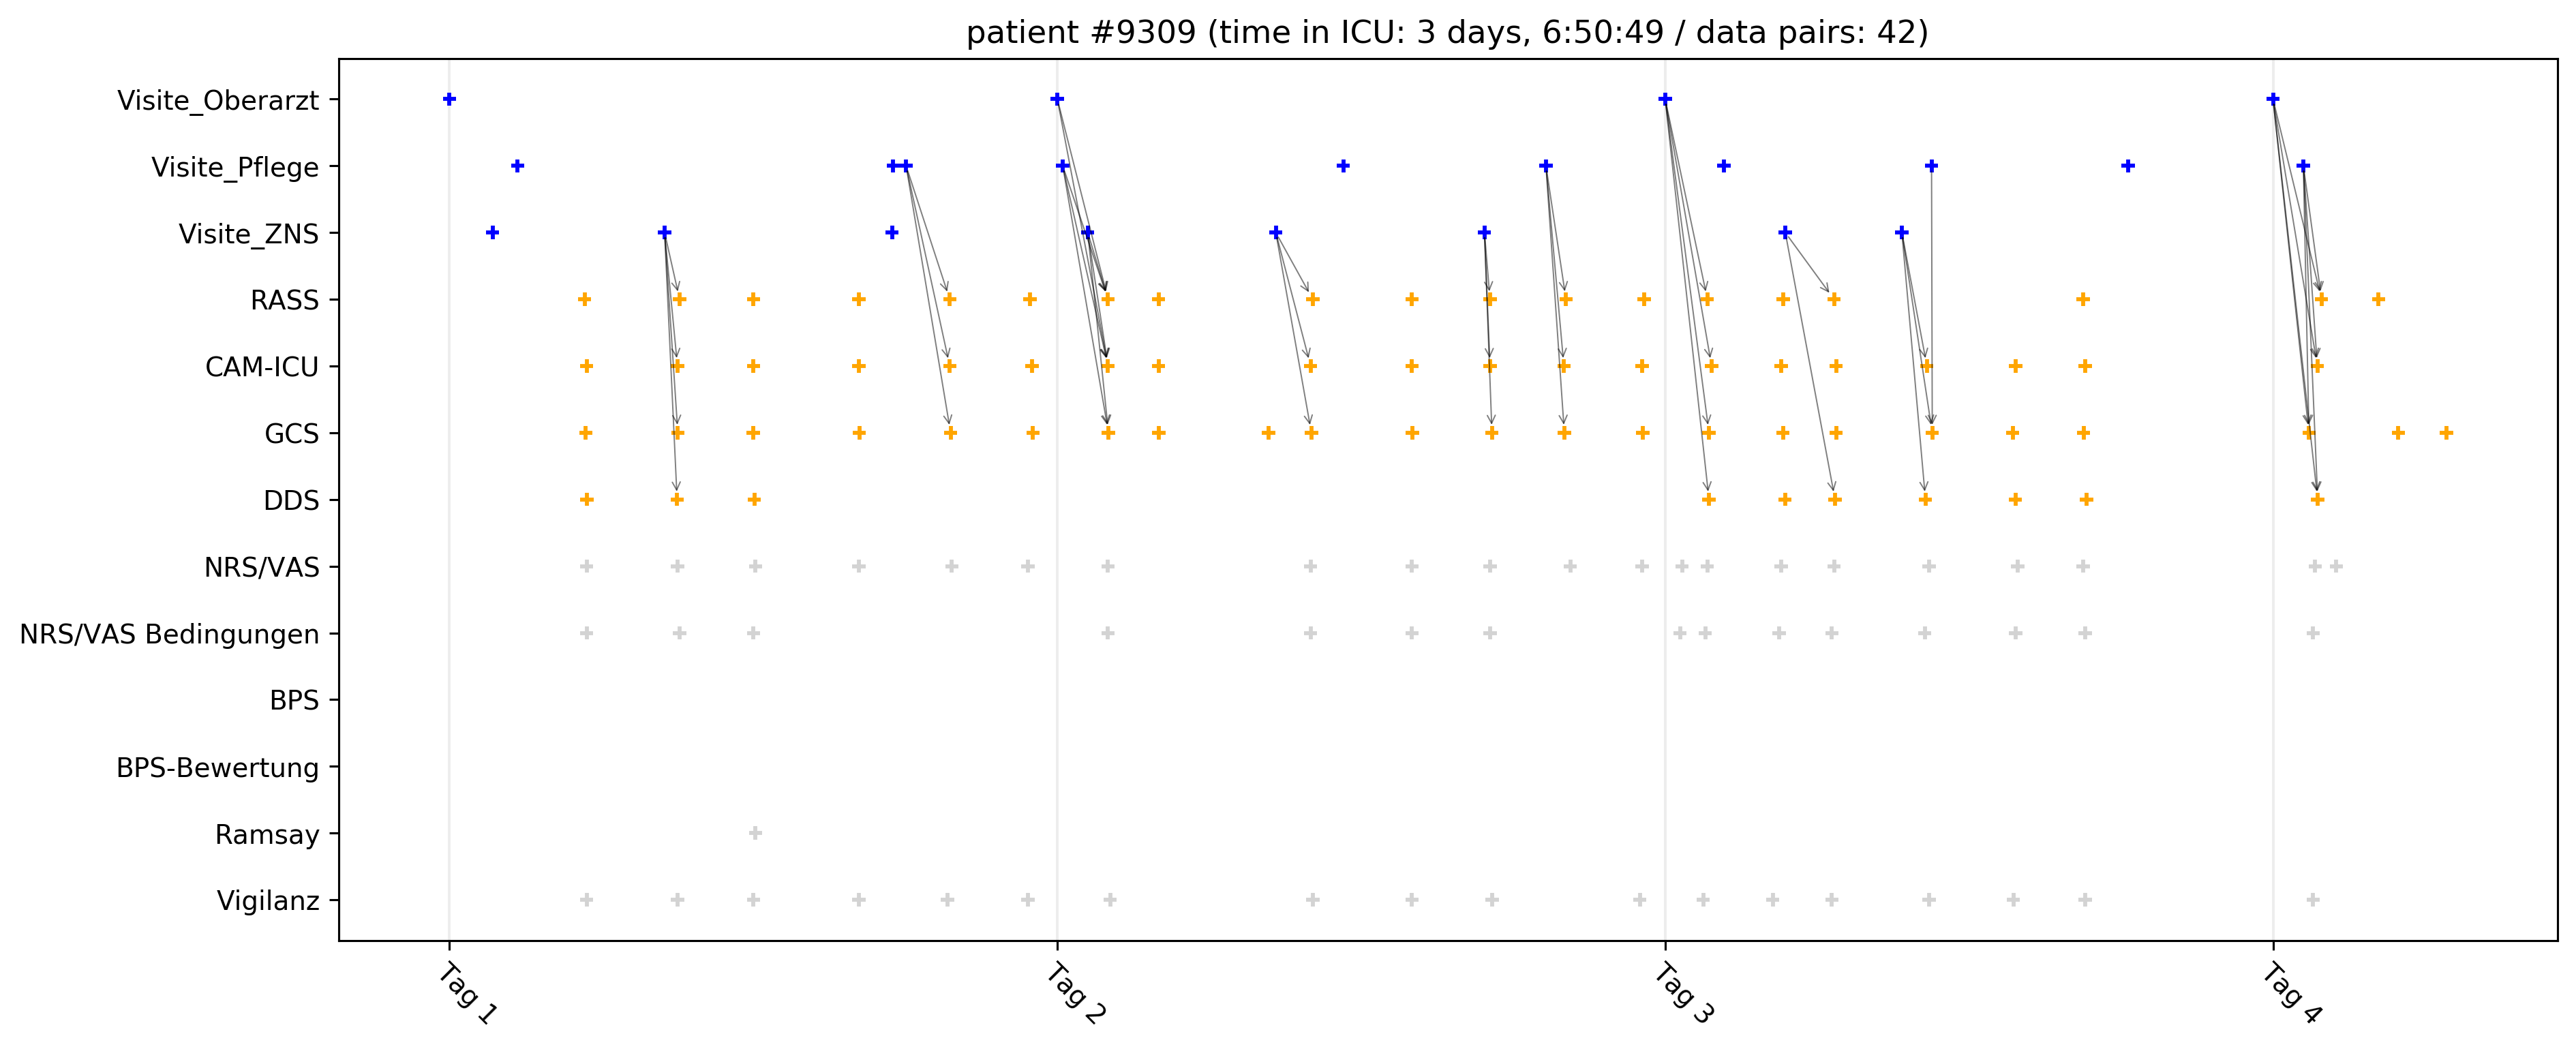 patient #9309 (time in ICU: 3 days, 6:50:49 / data pairs: 42)
Visite_Oberarzt
Visite_Pflege
Visite_ZNS
RASS
CAM-ICU
GCS
DDS
NRS/VAS
NRS/VAS Bedingungen
BPS
BPS-Bewertung
Ramsay
Vigilanz
Tag 1
Tag 2
Tag 3
Tag 4